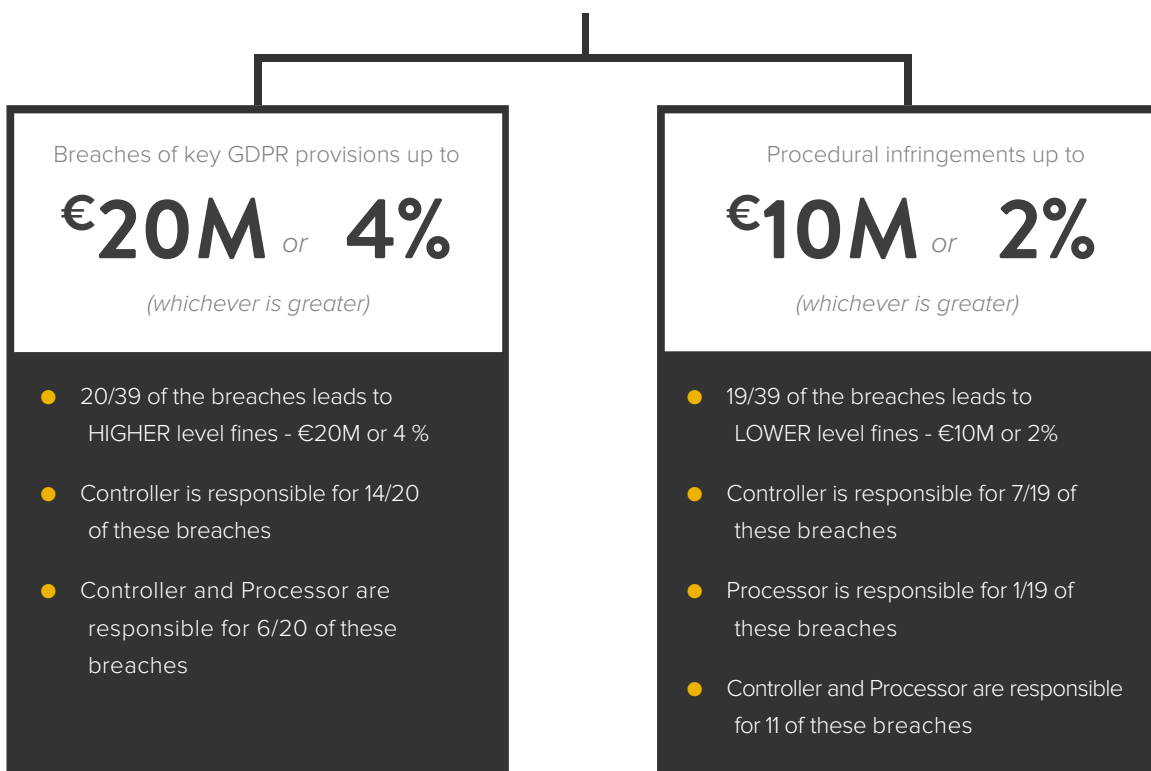 Breaches of key GDPR provisions up to
€20M or 4%
(whichever is greater)
20/39 of the breaches leads to
HIGHER level fines - €20M or 4 %
Controller is responsible for 14/20
of these breaches
Controller and Processor are
responsible for 6/20 of these
breaches
Procedural infringements up to
€10M or 2%
(whichever is greater)
19/39 of the breaches leads to
LOWER level fines - €10M or 2%
Controller is responsible for 7/19 of
these breaches
Processor is responsible for 1/19 of
these breaches
Controller and Processor are responsible
for 11 of these breaches